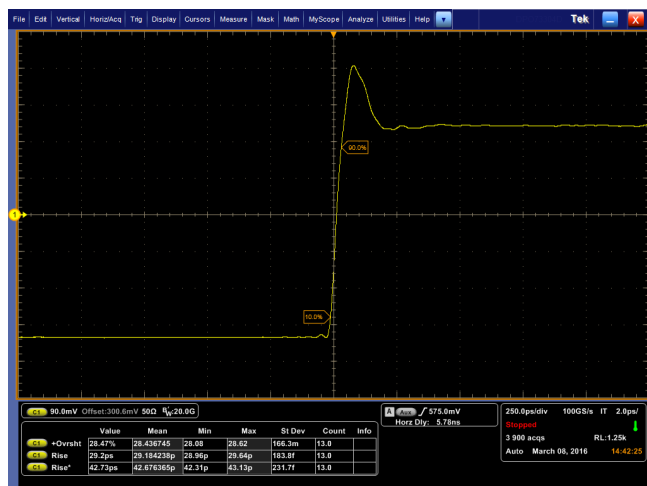 File Edit Vertical Horiz/Acq Trig Display Cursors Measure Mask Math MyScope Analyze Utilities Help Tek X
90.0%
1
10.0%
C1 90.0mV Offset:300.6mV 50Ω BW:20.0G
A Aux 575.0mV
Horz Dly: 5.78ns
250.0ps/div 100GS/s IT 2.0ps/
Stopped
3 900 acqs RL:1.25k
Auto March 08, 2016 14:42:25
Value Mean Min Max St Dev Count Info
C1 +Ovrsht 28.47% 28.436745 28.08 28.62 166.3m 13.0
C1 Rise 29.2ps 29.184238p 28.96p 29.64p 183.8f 13.0
C1 Rise* 42.73ps 42.676365p 42.31p 43.13p 231.7f 13.0